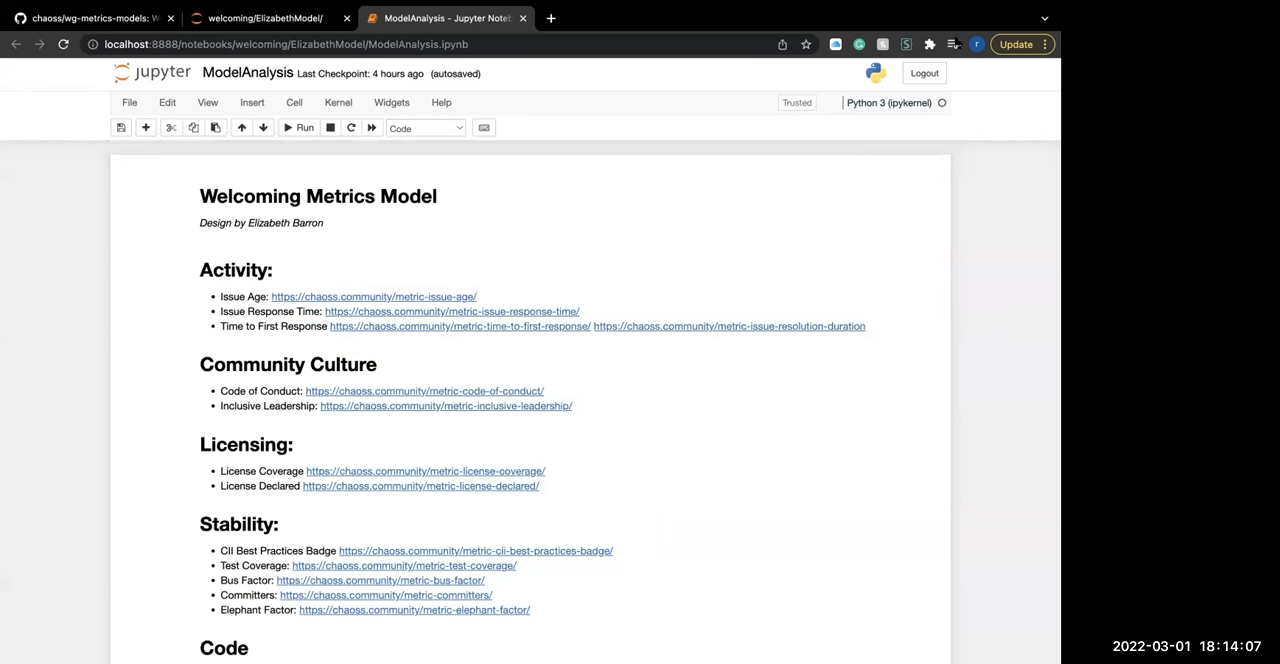 chaoss/wg-metrics-models: W
welcoming/ElizabethModel/
ModelAnalysis - Jupyter Noteb
localhost:8888/notebooks/welcoming/ElizabethModel/ModelAnalysis.ipynb
r
Update
jupyter ModelAnalysis Last Checkpoint: 4 hours ago (autosaved)
Logout
File Edit View Insert Cell Kernel Widgets Help
Trusted
Python 3 (ipykernel)
Run
Code
Welcoming Metrics Model
Design by Elizabeth Barron
Activity:
• Issue Age: https://chaoss.community/metric-issue-age/
• Issue Response Time: https://chaoss.community/metric-issue-response-time/
• Time to First Response https://chaoss.community/metric-time-to-first-response/ https://chaoss.community/metric-issue-resolution-duration
Community Culture
• Code of Conduct: https://chaoss.community/metric-code-of-conduct/
• Inclusive Leadership: https://chaoss.community/metric-inclusive-leadership/
Licensing:
• License Coverage https://chaoss.community/metric-license-coverage/
• License Declared https://chaoss.community/metric-license-declared/
Stability:
• CII Best Practices Badge https://chaoss.community/metric-cii-best-practices-badge/
• Test Coverage: https://chaoss.community/metric-test-coverage/
• Bus Factor: https://chaoss.community/metric-bus-factor/
• Committers: https://chaoss.community/metric-committers/
• Elephant Factor: https://chaoss.community/metric-elephant-factor/
Code
2022-03-01 18:14:07